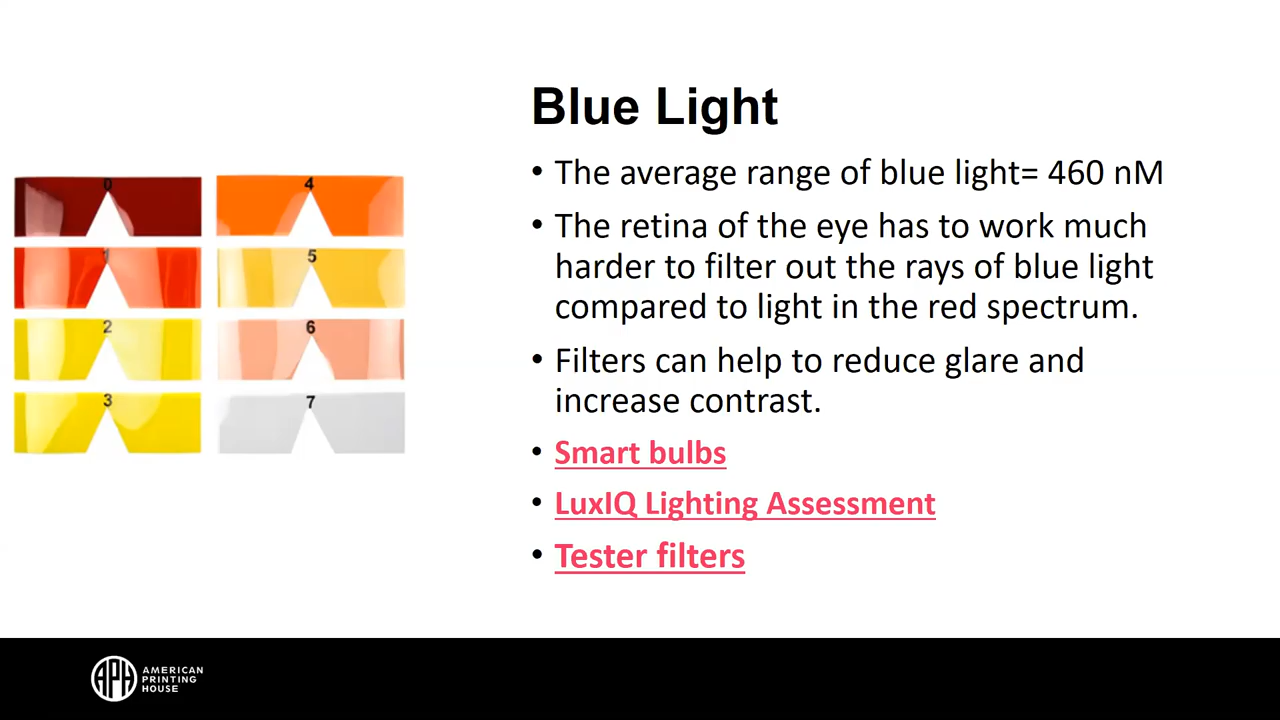 Blue Light
• The average range of blue light= 460 nM
• The retina of the eye has to work much
harder to filter out the rays of blue light
compared to light in the red spectrum.
• Filters can help to reduce glare and
increase contrast.
• Smart bulbs
• LuxIQ Lighting Assessment
• Tester filters
0
4
1
5
2
6
3
7
APH
AMERICAN
PRINTING
HOUSE